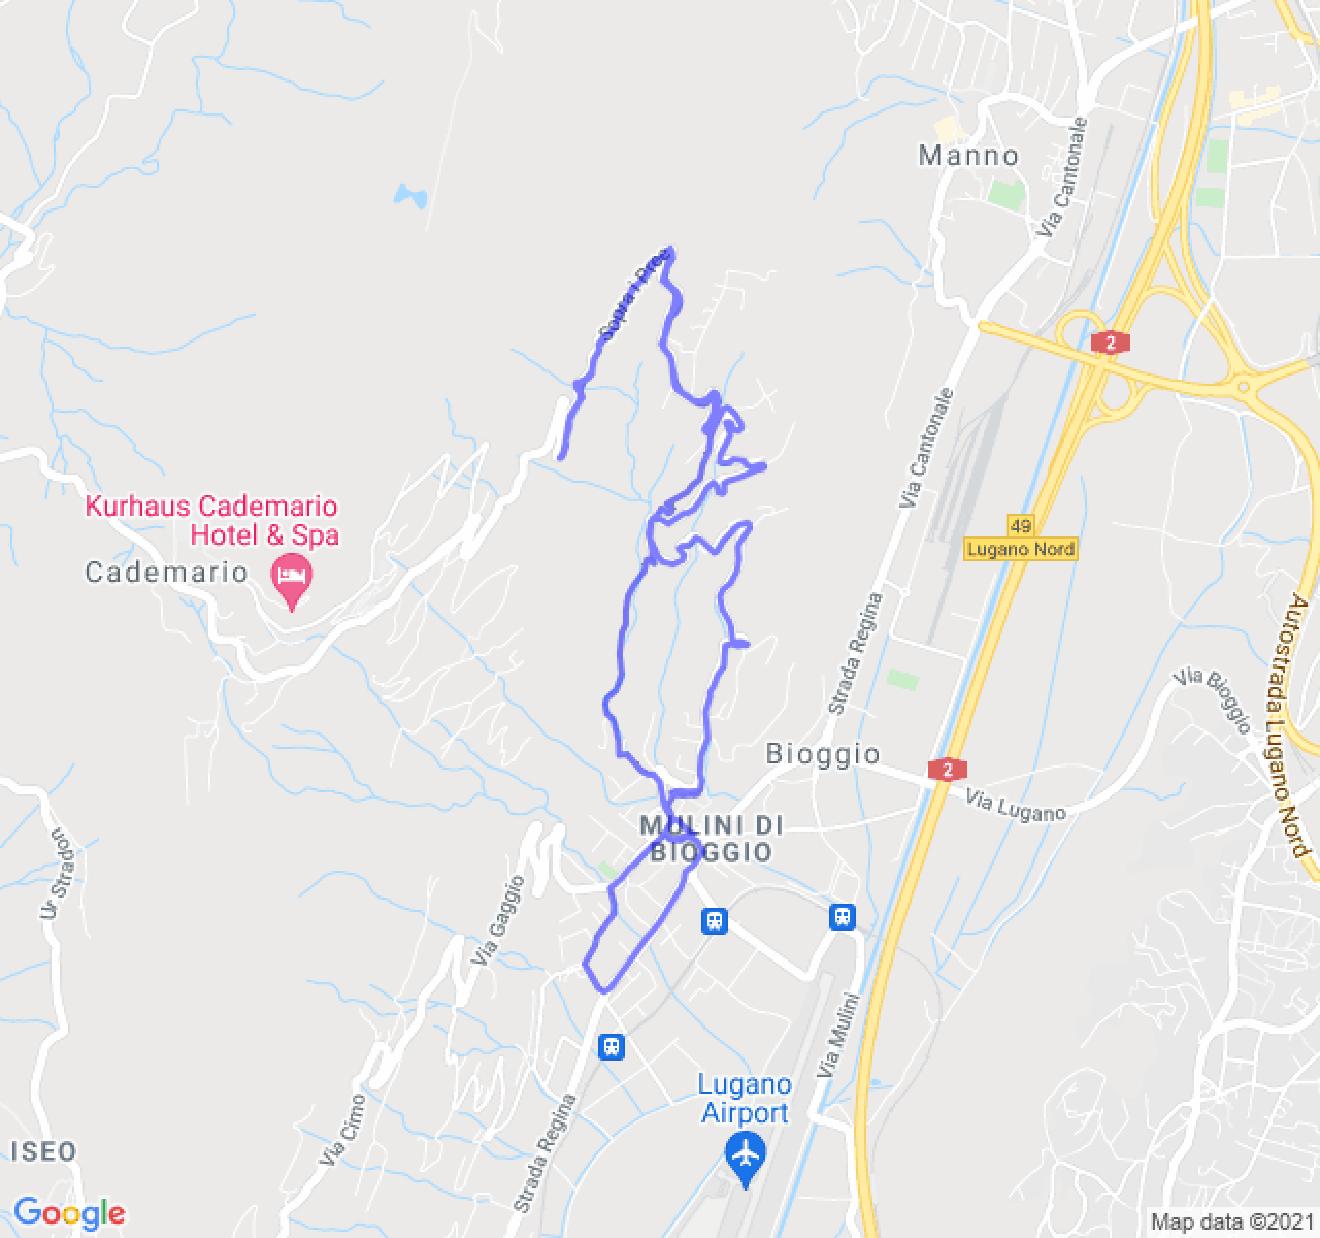 Manno
Via Cantonale
Sopra i Pree
2
Via Cantonale
Kurhaus Cademario
Hotel & Spa
Cademario
49
Lugano Nord
Autostrada Lugano Nord
Strada Regina
Via Bioggio
Bioggio
2
Via Lugano
MULINI DI
BIOGGIO
Ur Stradon
Via Gaggio
Via Mulini
Lugano
Airport
Via Cimo
Strada Regina
ISEO
Google
Map data ©2021